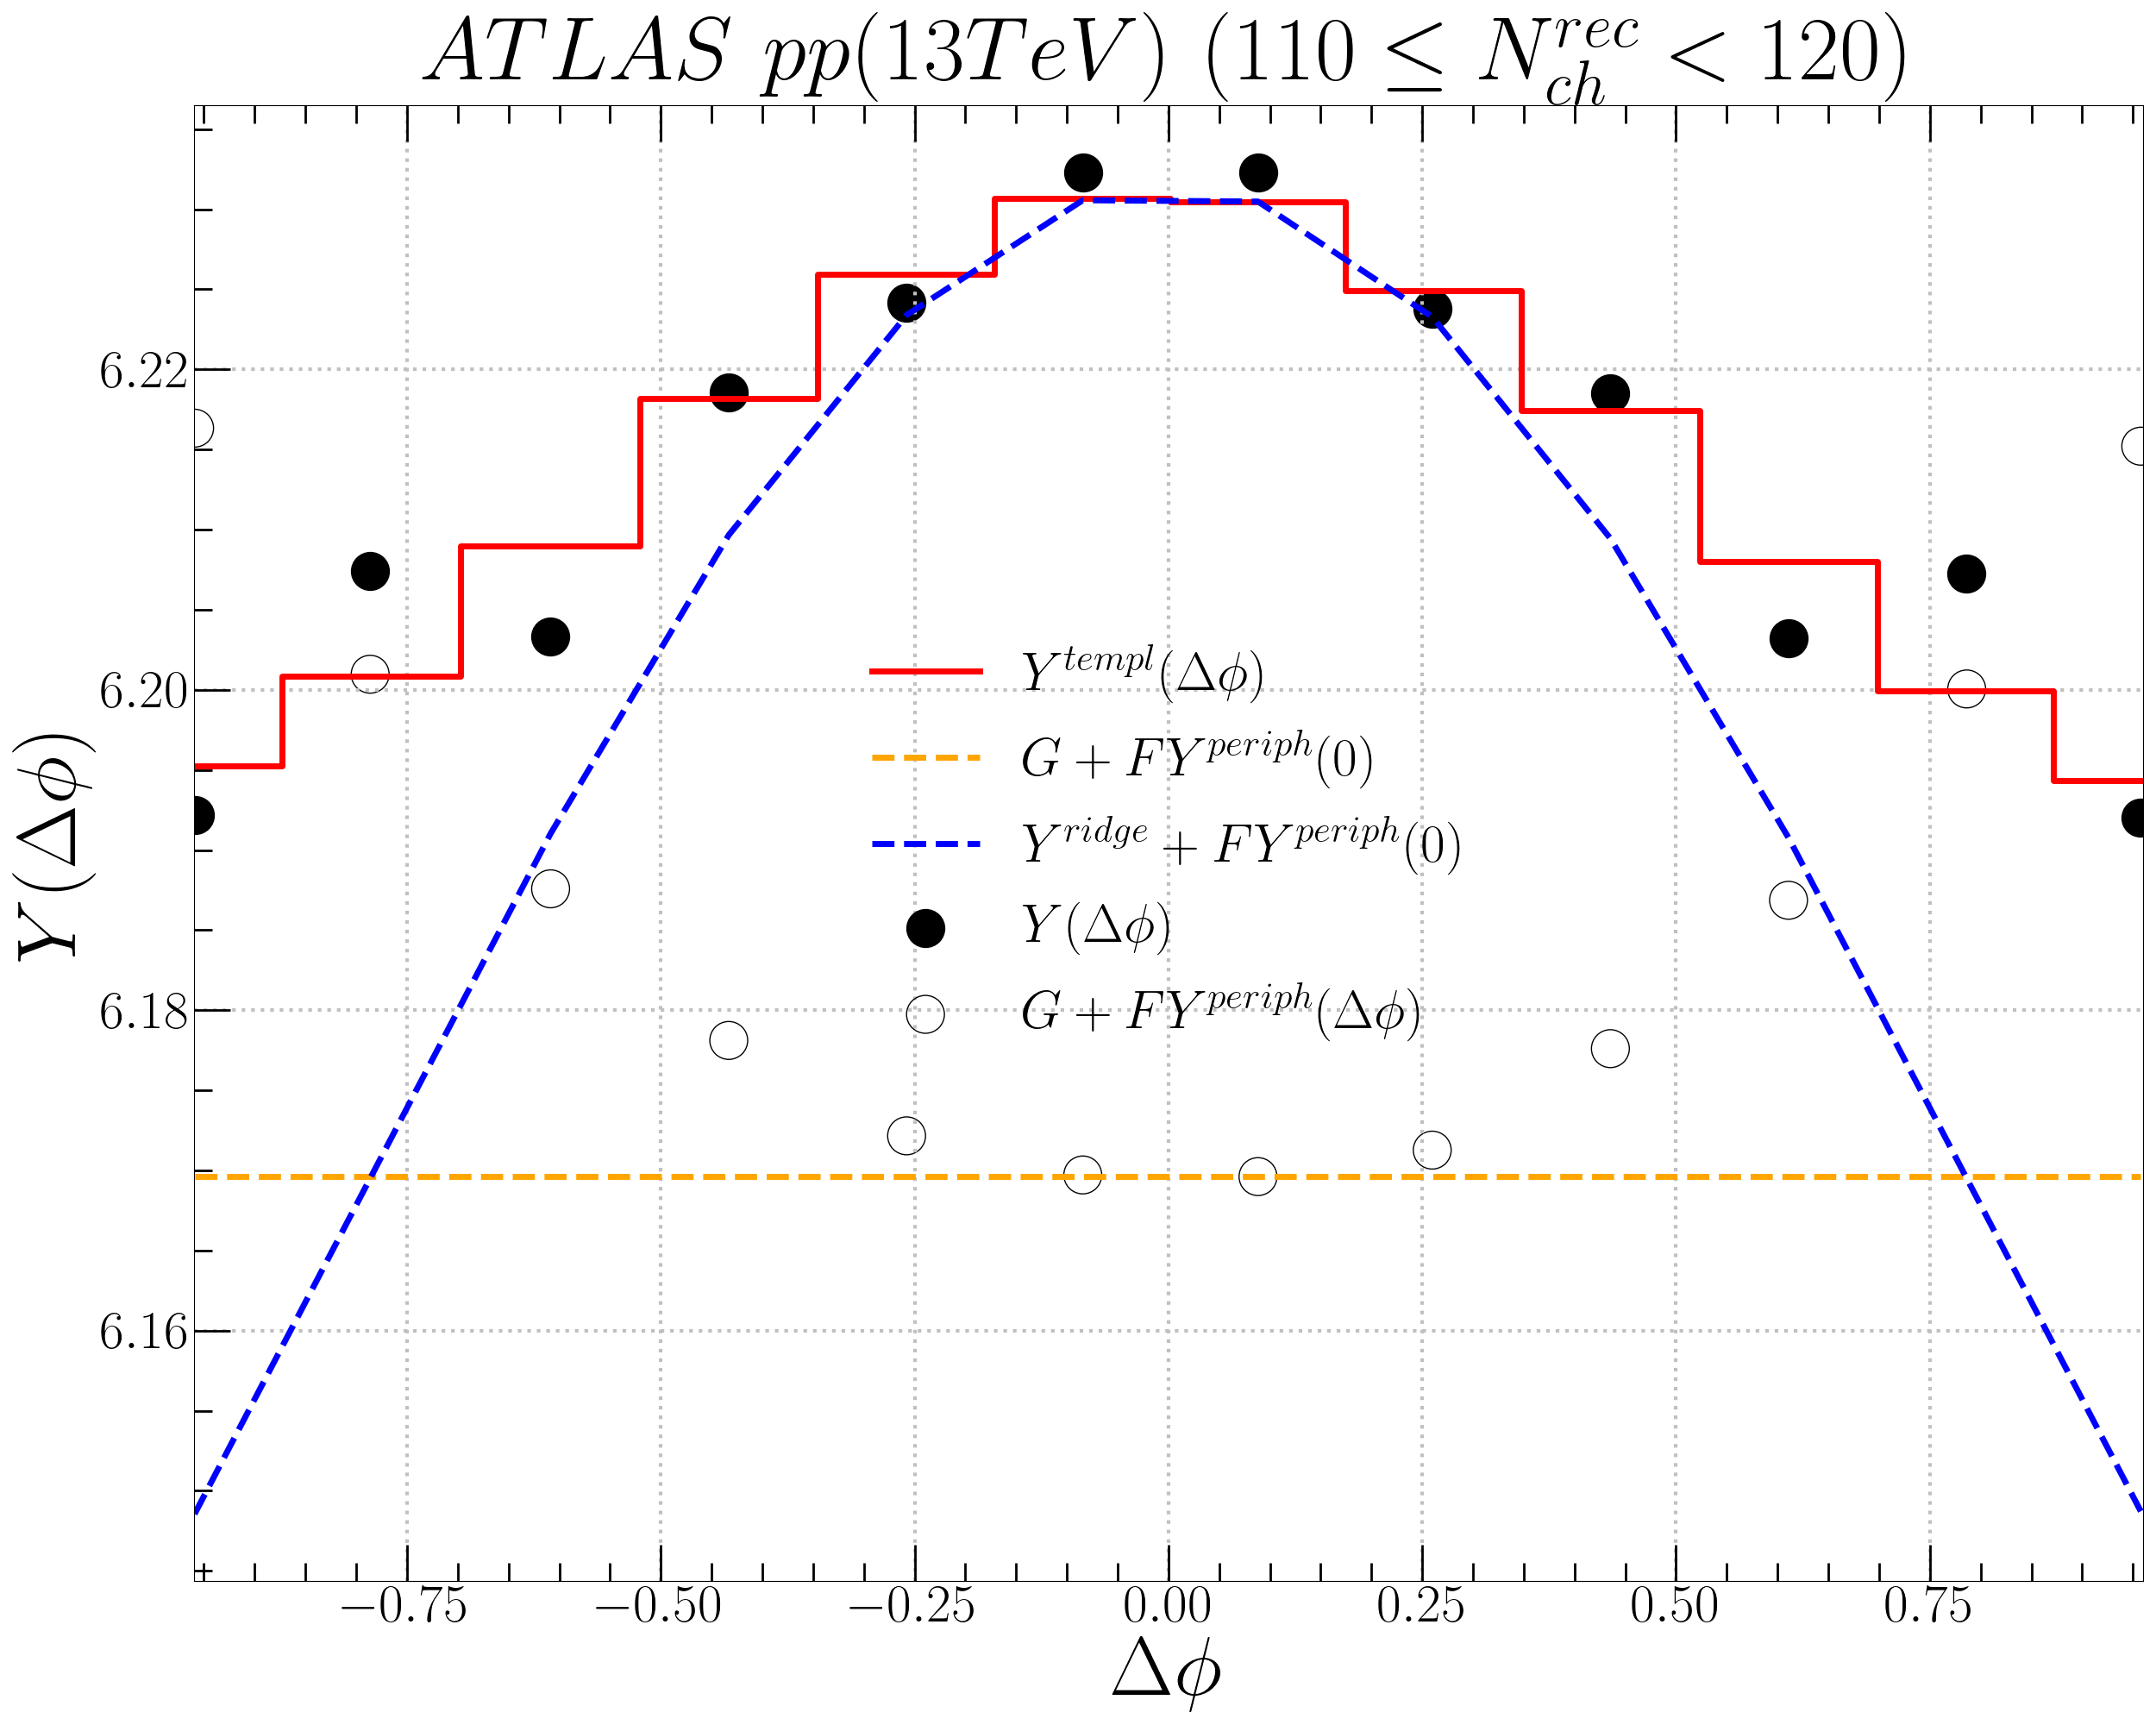 ATLAS pp(13TeV) (110 ≤ N_{ch}^{rec} < 120)
6.22
6.20
6.18
6.16
Y(Δϕ)
Y^{templ}(Δϕ)
G + FY^{periph}(0)
Y^{ridge} + FY^{periph}(0)
Y(Δϕ)
G + FY^{periph}(Δϕ)
−0.75 −0.50 −0.25 0.00 0.25 0.50 0.75
Δϕ